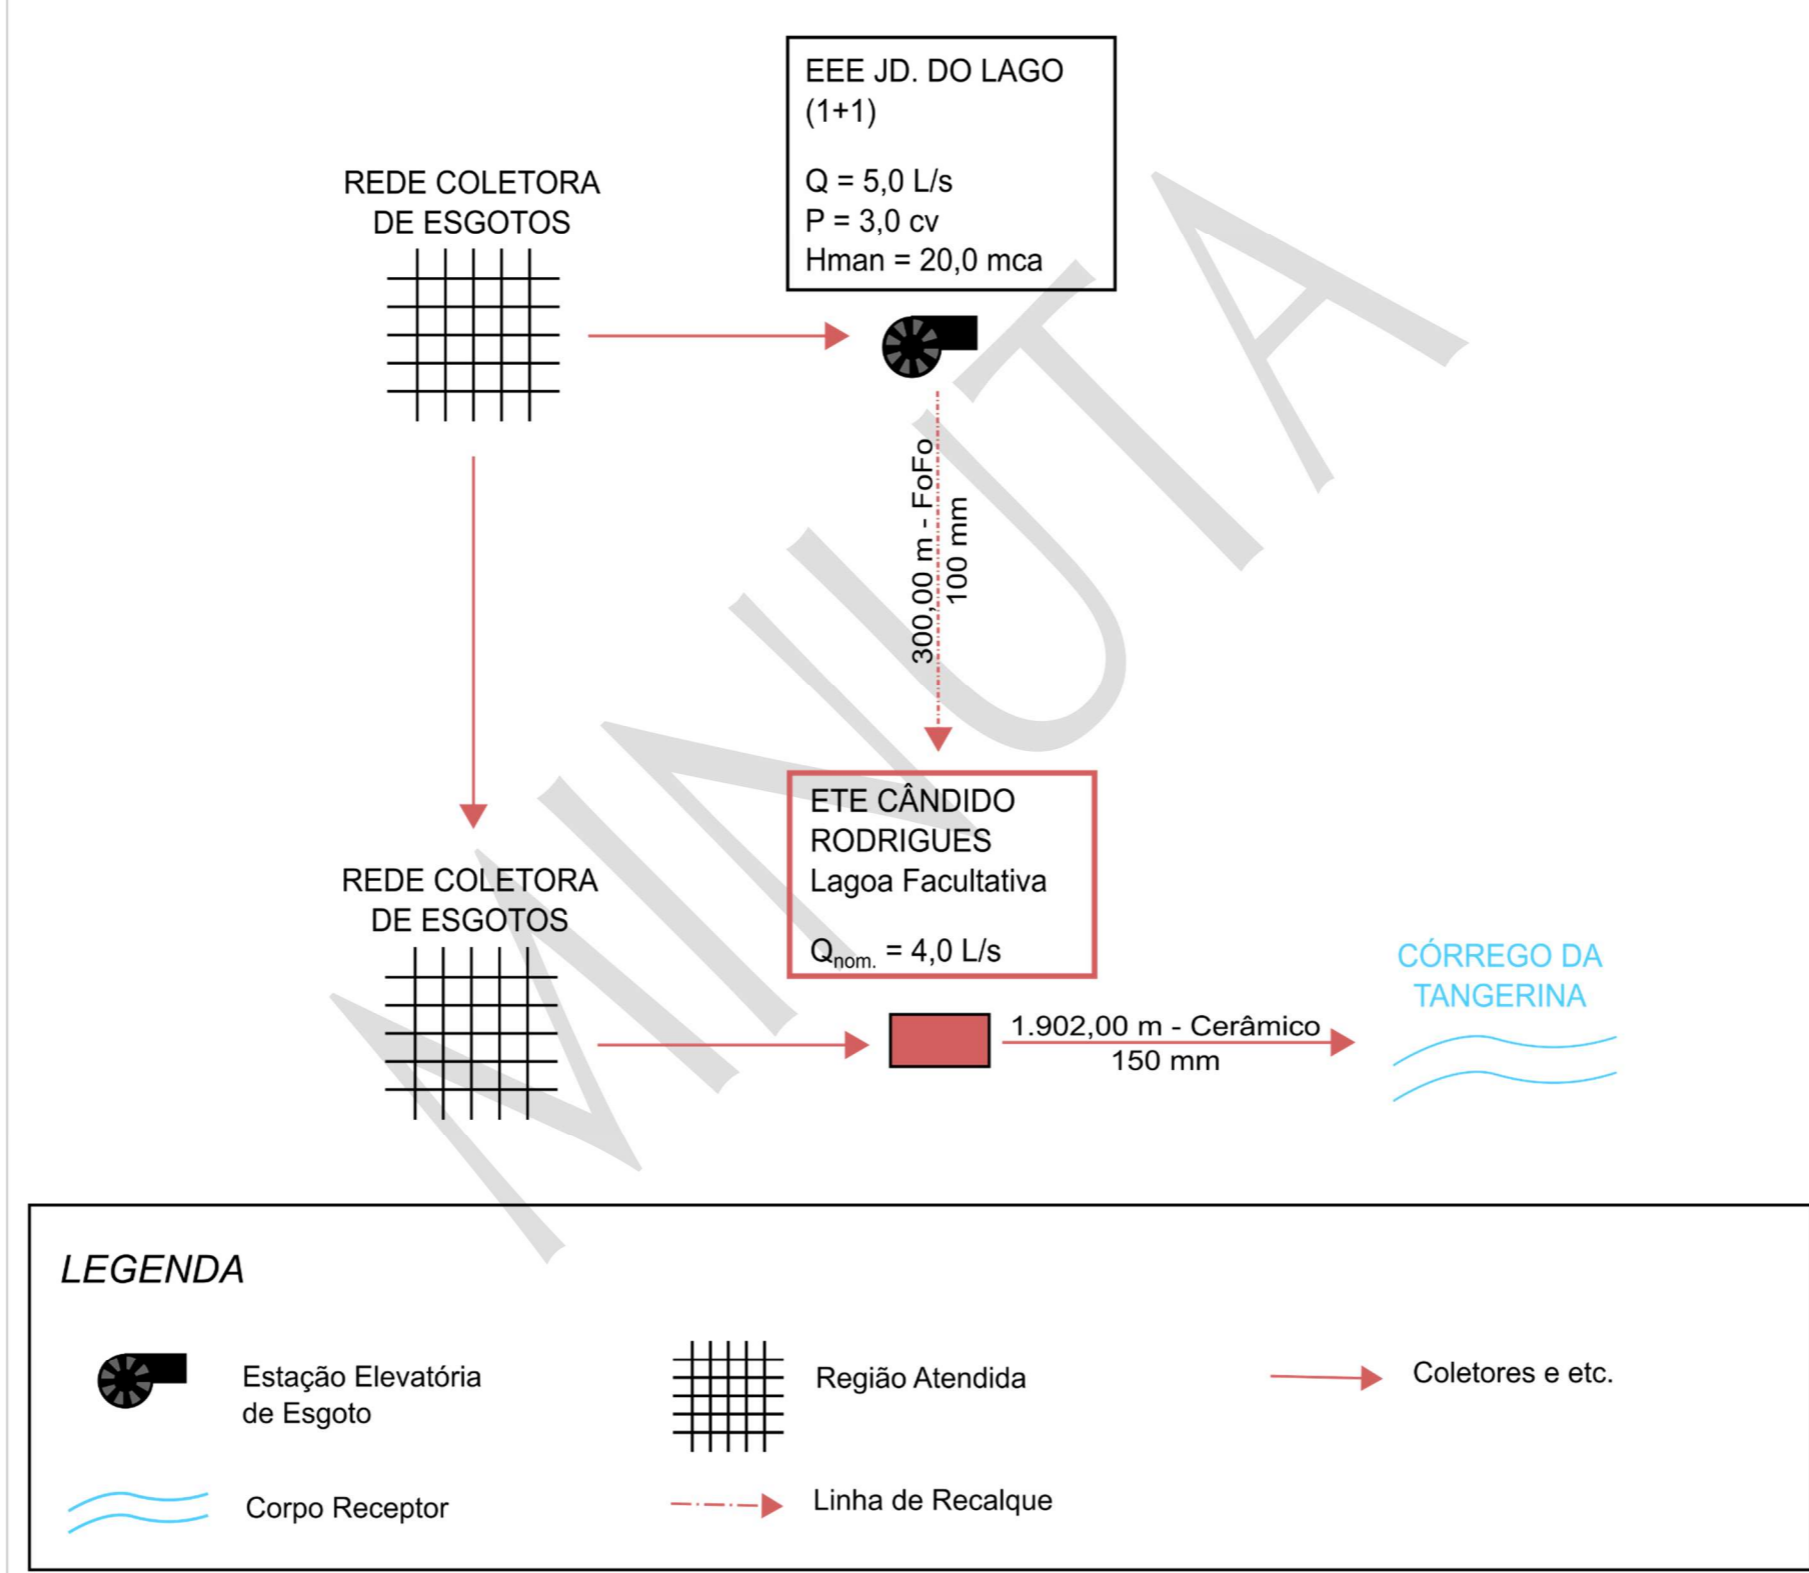 EEE JD. DO LAGO
(1+1)
Q = 5,0 L/s
P = 3,0 cv
Hman = 20,0 mca
REDE COLETORA
DE ESGOTOS
300,00 m - FoFo
100 mm
ETE CÂNDIDO
RODRIGUES
Lagoa Facultativa
Qnom. = 4,0 L/s
REDE COLETORA
DE ESGOTOS
1.902,00 m - Cerâmico
150 mm
CÓRREGO DA
TANGERINA
MINUTA
LEGENDA
Estação Elevatória
de Esgoto
Região Atendida
Coletores e etc.
Corpo Receptor
Linha de Recalque